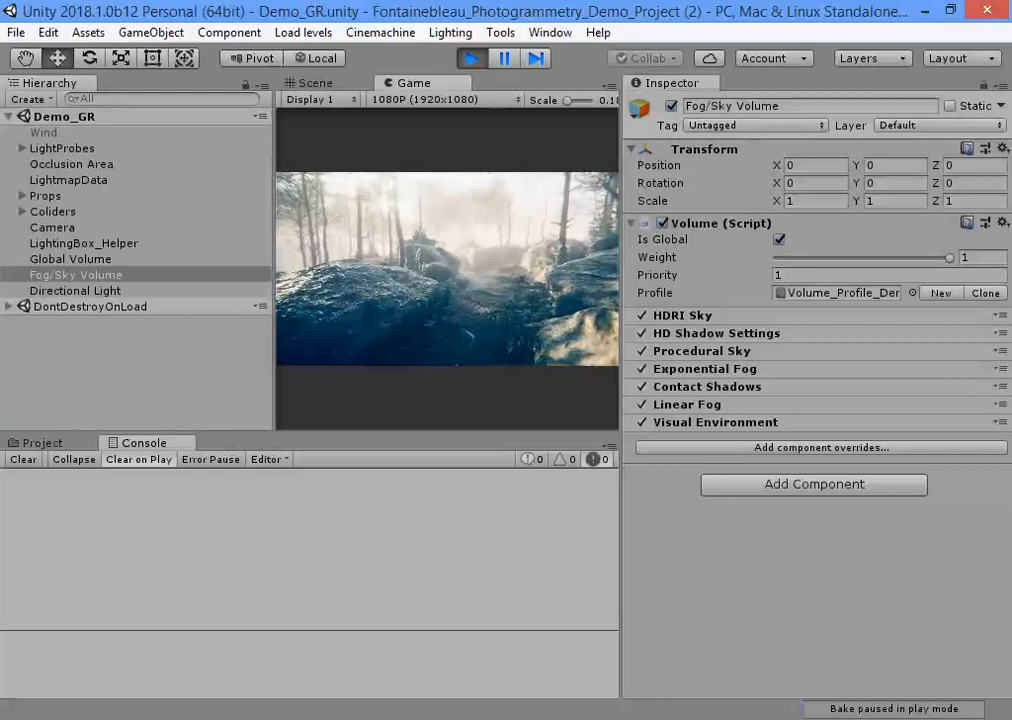 Unity 2018.1.0b12 Personal (64bit) - Demo_GR.unity - Fontainebleau_Photogrammetry_Demo_Project (2) - PC, Mac & Linux Standalone...
File Edit Assets GameObject Component Load levels Cinemachine Lighting Tools Window Help
Pivot Local Collab Account Layers Layout
Hierarchy
Create All
Demo_GR
Wind
LightProbes
Occlusion Area
LightmapData
Props
Coliders
Camera
LightingBox_Helper
Global Volume
Fog/Sky Volume
Directional Light
DontDestroyOnLoad
Scene Game
Display 1 1080P (1920x1080) Scale 0.18
Inspector
Fog/Sky Volume Static
Tag Untagged Layer Default
Transform
Position X 0 Y 0 Z 0
Rotation X 0 Y 0 Z 0
Scale X 1 Y 1 Z 1
Volume (Script)
Is Global
Weight 1
Priority 1
Profile Volume_Profile_Der New Clone
HDRI Sky
HD Shadow Settings
Procedural Sky
Exponential Fog
Contact Shadows
Linear Fog
Visual Environment
Add component overrides...
Add Component
Project Console
Clear Collapse Clear on Play Error Pause Editor 0 0 0
Bake paused in play mode